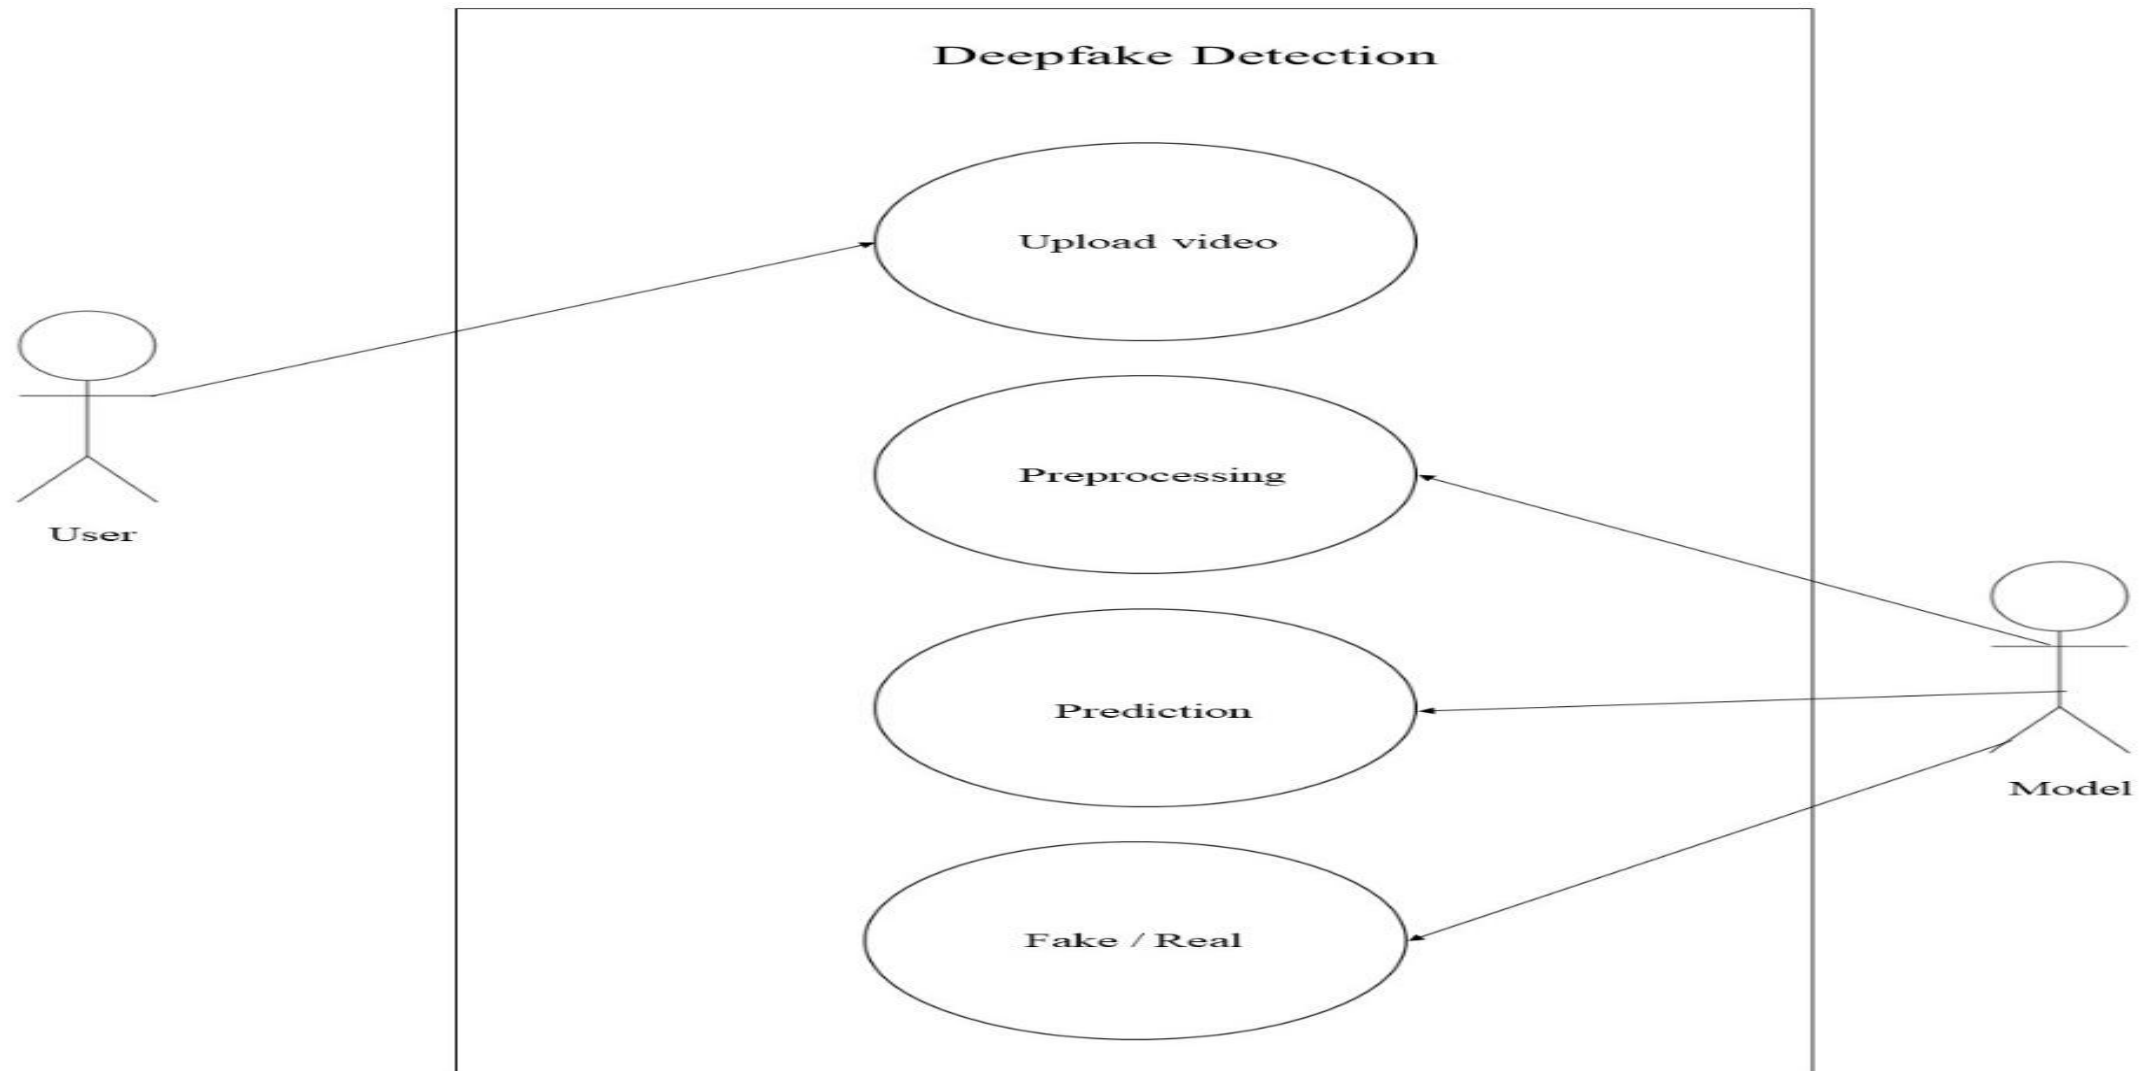 Deepfake Detection
Upload video
Preprocessing
User
Prediction
Model
Fake / Real